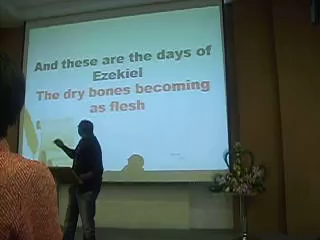 And these are the days of
Ezekiel
The dry bones becoming
as flesh